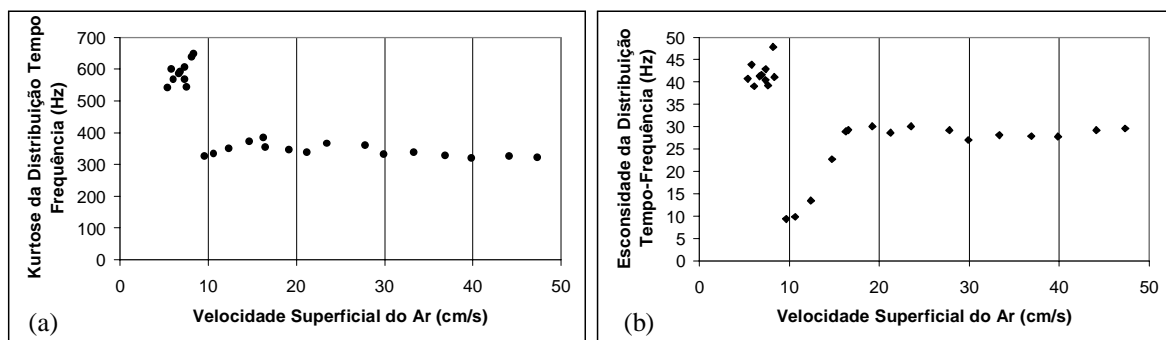 Kurtose da Distribuição Tempo
Frequência (Hz)
700
600
500
400
300
200
100
0
0 10 20 30 40 50
Velocidade Superficial do Ar (cm/s)
(a)
Esconsidade da Distribuição
Tempo-Frequência (Hz)
50
45
40
35
30
25
20
15
10
5
0
0 10 20 30 40 50
Velocidade Superficial do Ar (cm/s)
(b)